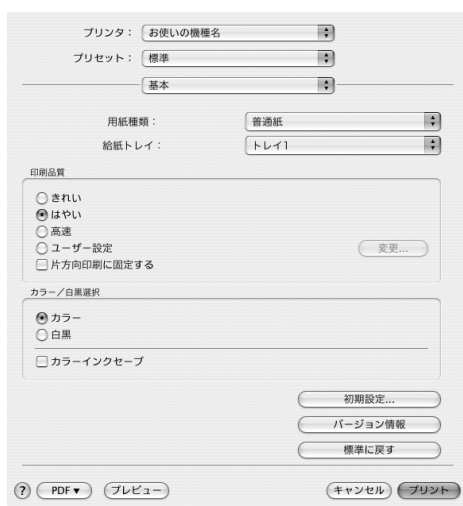 プリンタ： お使いの機種名
プリセット： 標準
基本
用紙種類： 普通紙
給紙トレイ： トレイ1
印刷品質
きれい
はやい
高速
ユーザー設定 変更...
片方向印刷に固定する
カラー／白黒選択
カラー
白黒
カラーインクセーブ
初期設定...
バージョン情報
標準に戻す
? PDF▼ プレビュー キャンセル プリント